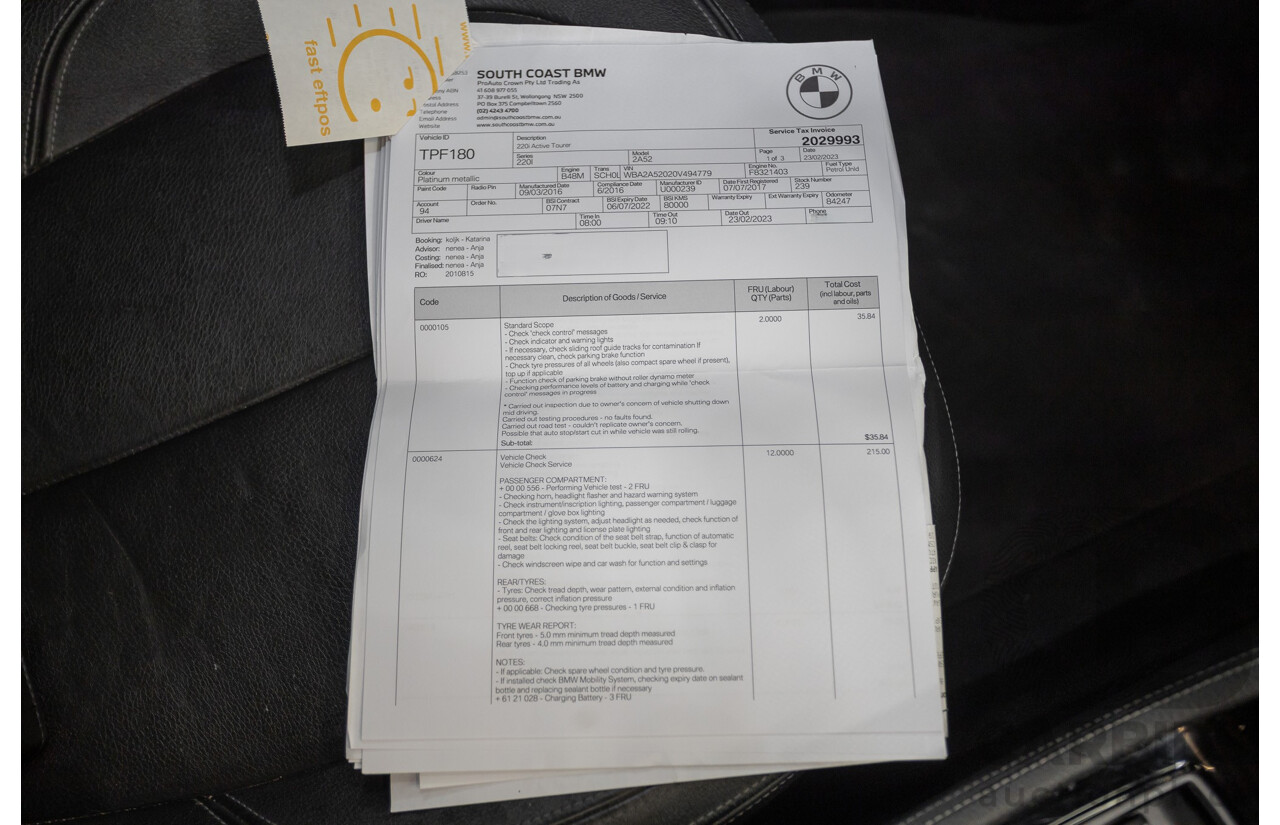 fast eftpos
www.
SOUTH COAST BMW
ProAuto Crown Pty Ltd Trading As
41 608 977 055
37-39 Burelli St, Wollongong NSW 2500
PO Box 375 Campbelltown 2560
Telephone (02) 4243 4700
Email Address admin@southcoastbmw.com.au
Website www.southcoastbmw.com.au
BMW
Service Tax Invoice
2029993
Vehicle ID
TPF180
Description
220i Active Tourer
Series
220i
Model
2A52
Page
1 of 3
Date
23/02/2023
Colour
Platinum metallic
Engine
B48M
Trans
SCH0L
VIN
WBA2A52020V494779
Engine No.
F8321403
Fuel Type
Petrol Unld
Paint Code
Radio Pin
Manufactured Date
09/03/2016
Compliance Date
6/2016
Manufacturer ID
U000239
Date First Registered
07/07/2017
Stock Number
239
Account
94
Order No.
BSI Contract
07N7
BSI Expiry Date
06/07/2022
BSI KMS
80000
Warranty Expiry
Ext Warranty Expiry
Odometer
84247
Driver Name
Time In
08:00
Time Out
09:10
Date Out
23/02/2023
Phone
Booking: koljk - Katarina
Advisor: nenea - Anja
Costing: nenea - Anja
Finalised: nenea - Anja
RO: 2010815
Code
Description of Goods / Service
FRU (Labour)
QTY (Parts)
Total Cost
(incl labour, parts
and oils)
0000105
Standard Scope
2.0000
35.84
- Check "check control" messages
- Check indicator and warning lights
- If necessary, check sliding roof guide tracks for contamination If
necessary clean, check parking brake function
- Check tyre pressures of all wheels (also compact spare wheel if present),
top up if applicable
- Function check of parking brake without roller dynamo meter
- Checking performance levels of battery and charging while "check
control" messages in progress
* Carried out inspection due to owner's concern of vehicle shutting down
mid driving.
Carried out testing procedures - no faults found.
Carried out road test - couldn't replicate owner's concern.
Possible that auto stop/start cut in while vehicle was still rolling.
Sub-total:
$35.84
0000624
Vehicle Check
12.0000
215.00
Vehicle Check Service
PASSENGER COMPARTMENT:
+ 00 00 556 - Performing Vehicle test - 2 FRU
- Checking horn, headlight flasher and hazard warning system
- Check instrument/inscription lighting, passenger compartment / luggage
compartment / glove box lighting
- Check the lighting system, adjust headlight as needed, check function of
front and rear lighting and license plate lighting
- Seat belts: Check condition of the seat belt strap, function of automatic
reel, seat belt locking reel, seat belt buckle, seat belt clip & clasp for
damage
- Check windscreen wipe and car wash for function and settings
REAR/TYRES:
- Tyres: Check tread depth, wear pattern, external condition and inflation
pressure, correct inflation pressure
+ 00 00 668 - Checking tyre pressures - 1 FRU
TYRE WEAR REPORT:
Front tyres - 5.0 mm minimum tread depth measured
Rear tyres - 4.0 mm minimum tread depth measured
NOTES:
- If applicable: Check spare wheel condition and tyre pressure.
- If installed check BMW Mobility System, checking expiry date on sealant
bottle and replacing sealant bottle if necessary
+ 61 21 028 - Charging Battery - 3 FRU